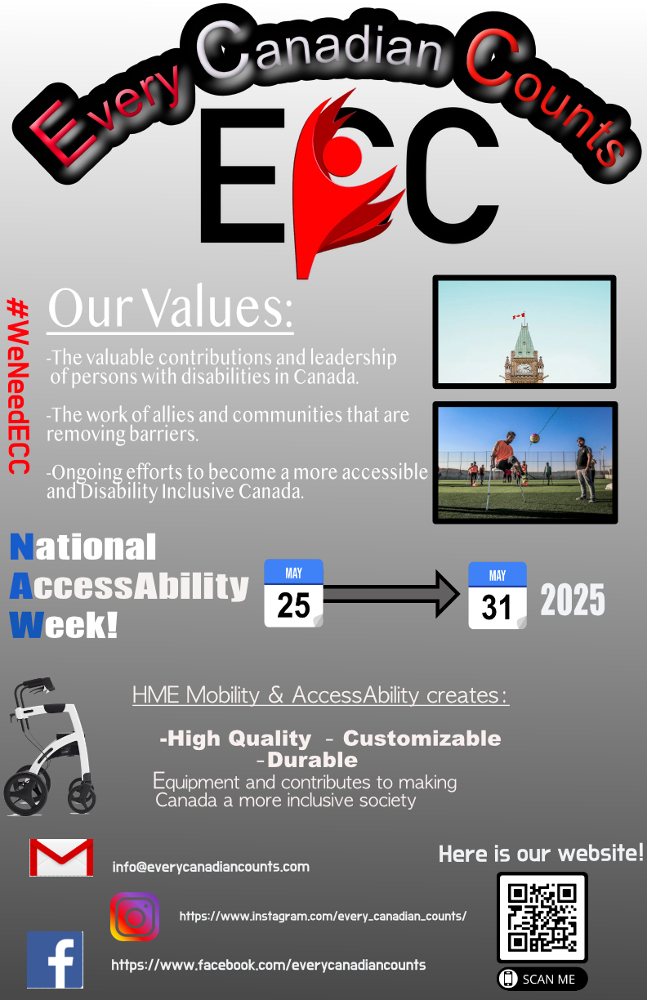 Every Canadian Counts
ECC
#WeNeedECC
Our Values:
-The valuable contributions and leadership
of persons with disabilities in Canada.
-The work of allies and communities that are
removing barriers.
-Ongoing efforts to become a more accessible
and Disability Inclusive Canada.
National
AccessAbility
Week!
MAY
25
MAY
31
2025
HME Mobility & AccessAbility creates:
-High Quality - Customizable
-Durable
Equipment and contributes to making
Canada a more inclusive society
info@everycanadiancounts.com
Here is our website!
https://www.instagram.com/every_canadian_counts/
https://www.facebook.com/everycanadiancounts
SCAN ME